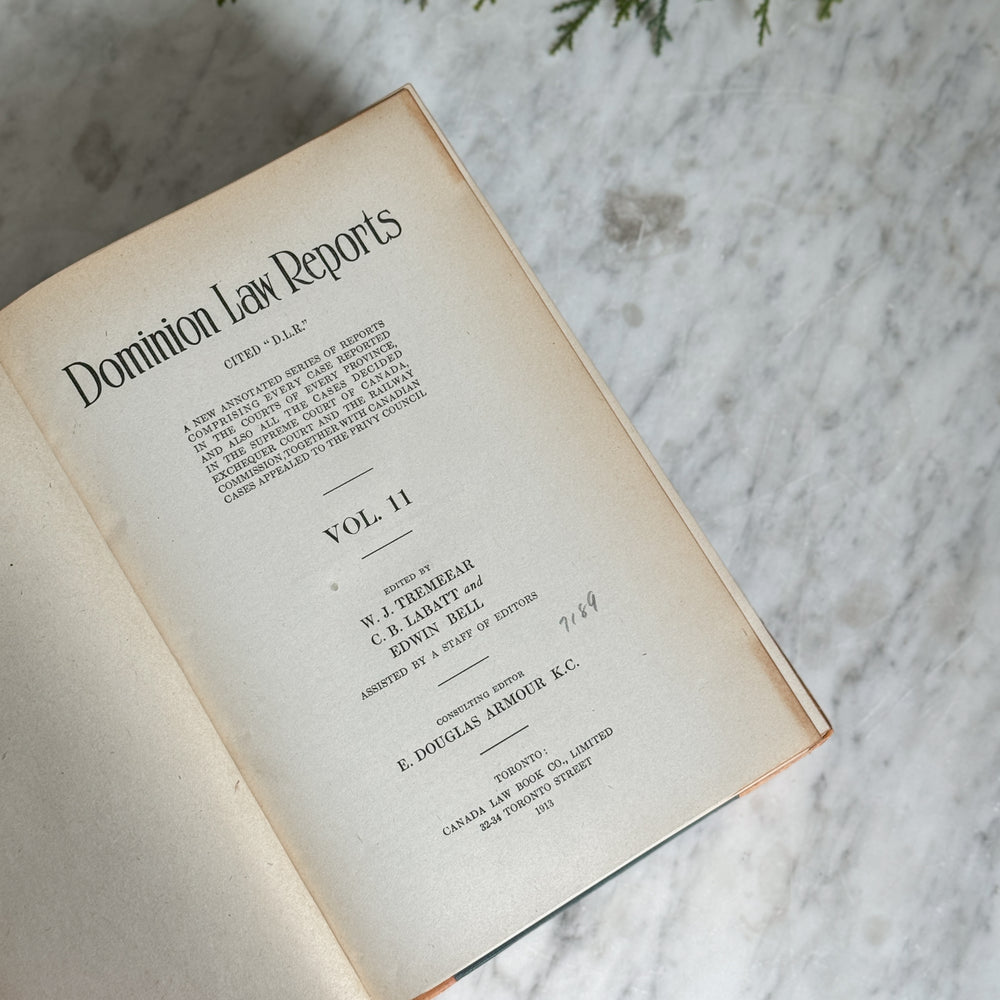 Dominion Law Reports
CITED "D.L.R."
A NEW ANNOTATED SERIES OF REPORTS
COMPRISING EVERY CASE REPORTED
IN THE COURTS OF EVERY PROVINCE,
AND ALSO ALL THE CASES DECIDED
IN THE SUPREME COURT OF CANADA,
EXCHEQUER COURT AND THE RAILWAY
COMMISSION, TOGETHER WITH CANADIAN
CASES APPEALED TO THE PRIVY COUNCIL
VOL. 11
EDITED BY
W. J. TREMEEAR
C. B. LABATT and
EDWIN BELL
ASSISTED BY A STAFF OF EDITORS
7189
CONSULTING EDITOR
E. DOUGLAS ARMOUR K.C.
TORONTO:
CANADA LAW BOOK CO., LIMITED
32-34 TORONTO STREET
1913